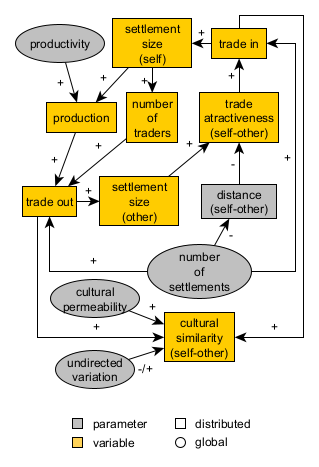 productivity
settlement
size
(self)
trade in
+
+
+
+
+
production
number
of
traders
trade
atractiveness
(self-other)
+
+
+
+
-
trade out
+
settlement
size
(other)
distance
(self-other)
-
number
of
settlements
+
cultural
permeability
+
+
cultural
similarity
(self-other)
+
undirected
variation
-/+
parameter
distributed
variable
global